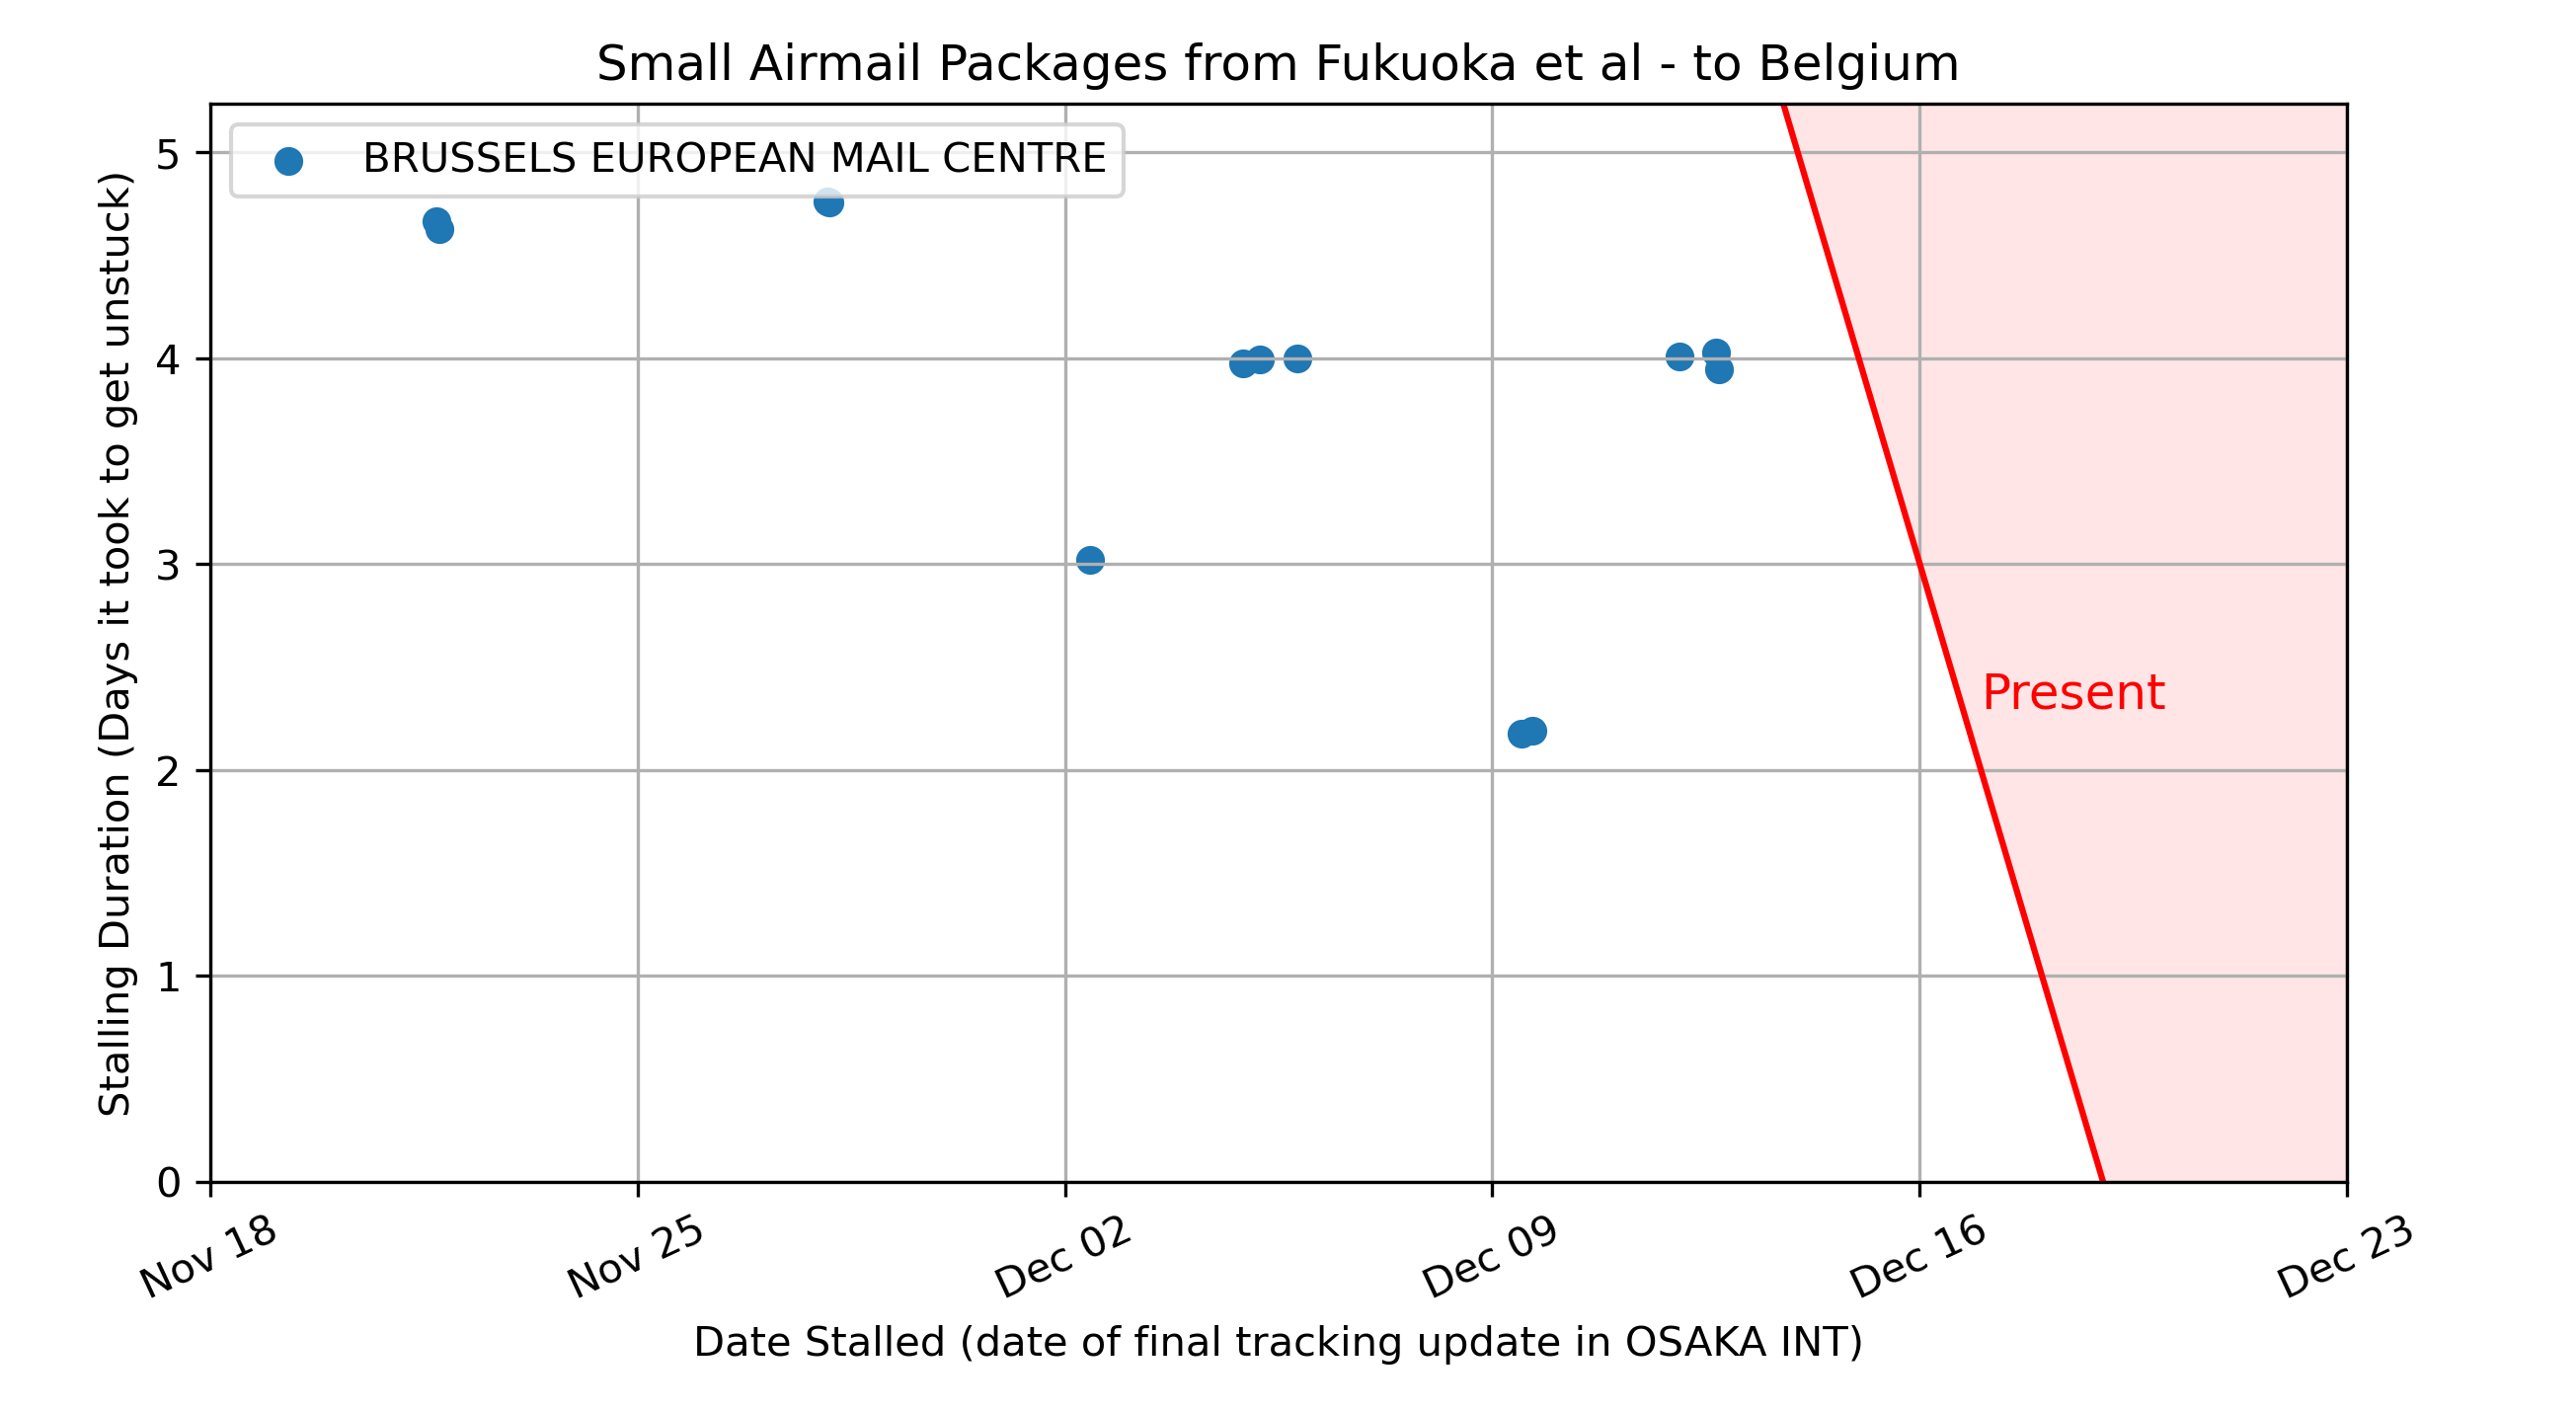 Small Airmail Packages from Fukuoka et al - to Belgium
BRUSSELS EUROPEAN MAIL CENTRE
Stalling Duration (Days it took to get unstuck)
5
4
3
2
1
0
Present
Nov 18
Nov 25
Dec 02
Dec 09
Dec 16
Dec 23
Date Stalled (date of final tracking update in OSAKA INT)